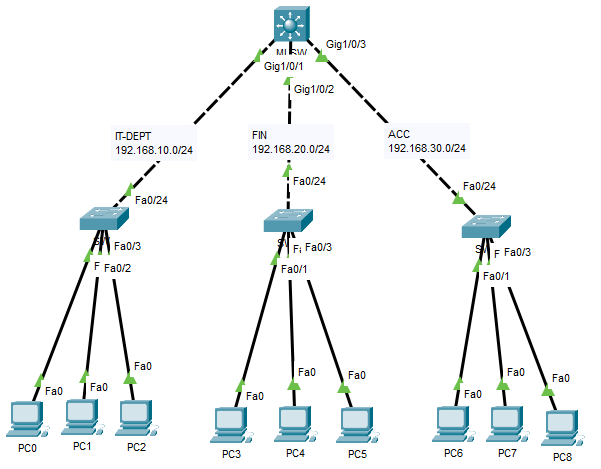 Gig1/0/3
MLSW
Gig1/0/1
Gig1/0/2
IT-DEPT
192.168.10.0/24
FIN
192.168.20.0/24
ACC
192.168.30.0/24
Fa0/24
Fa0/24
Fa0/24
Fa0/3
Fa0/2
Fa0/3
Fa0/1
Fa0/3
Fa0/1
Fa0
Fa0
Fa0
Fa0
Fa0
Fa0
Fa0
Fa0
Fa0
PC0
PC1
PC2
PC3
PC4
PC5
PC6
PC7
PC8